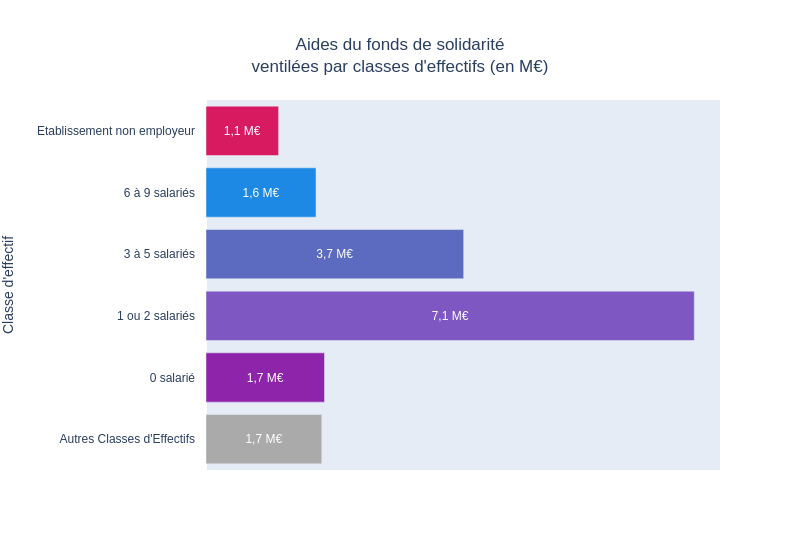 Aides du fonds de solidarité
ventilées par classes d'effectifs (en M€)
Classe d'effectif
Etablissement non employeur
1,1 M€
6 à 9 salariés
1,6 M€
3 à 5 salariés
3,7 M€
1 ou 2 salariés
7,1 M€
0 salarié
1,7 M€
Autres Classes d'Effectifs
1,7 M€